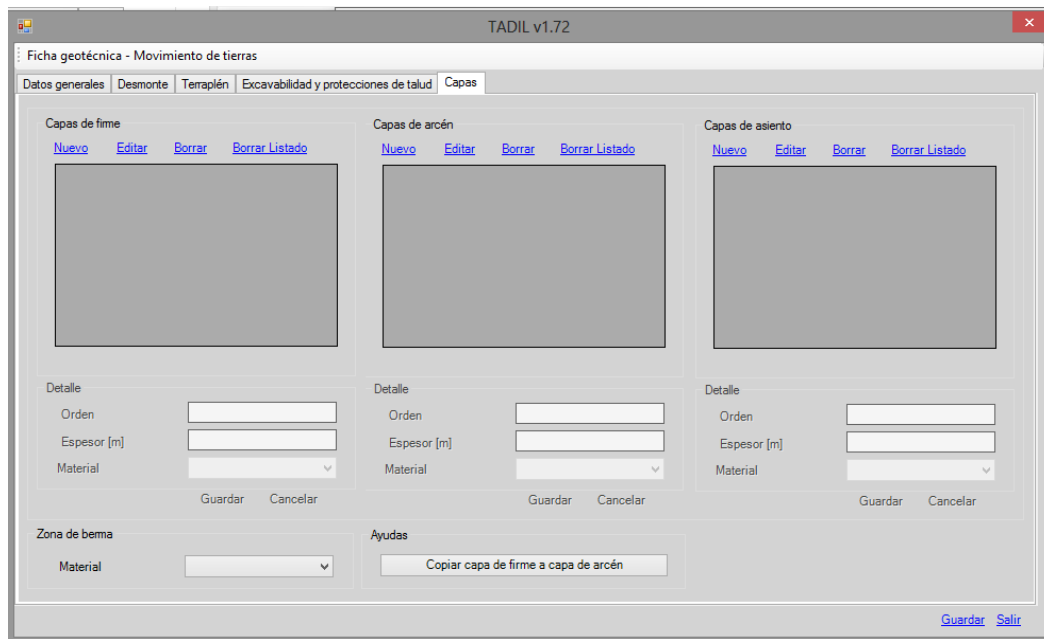 TADIL v1.72
Ficha geotécnica - Movimiento de tierras
Datos generales Desmonte Terraplén Excavabilidad y protecciones de talud Capas
Capas de firme
Nuevo Editar Borrar Borrar Listado
Detalle
Orden
Espesor [m]
Material
Guardar Cancelar
Capas de arcén
Nuevo Editar Borrar Borrar Listado
Detalle
Orden
Espesor [m]
Material
Guardar Cancelar
Capas de asiento
Nuevo Editar Borrar Borrar Listado
Detalle
Orden
Espesor [m]
Material
Guardar Cancelar
Zona de berma
Material
Ayudas
Copiar capa de firme a capa de arcén
Guardar Salir